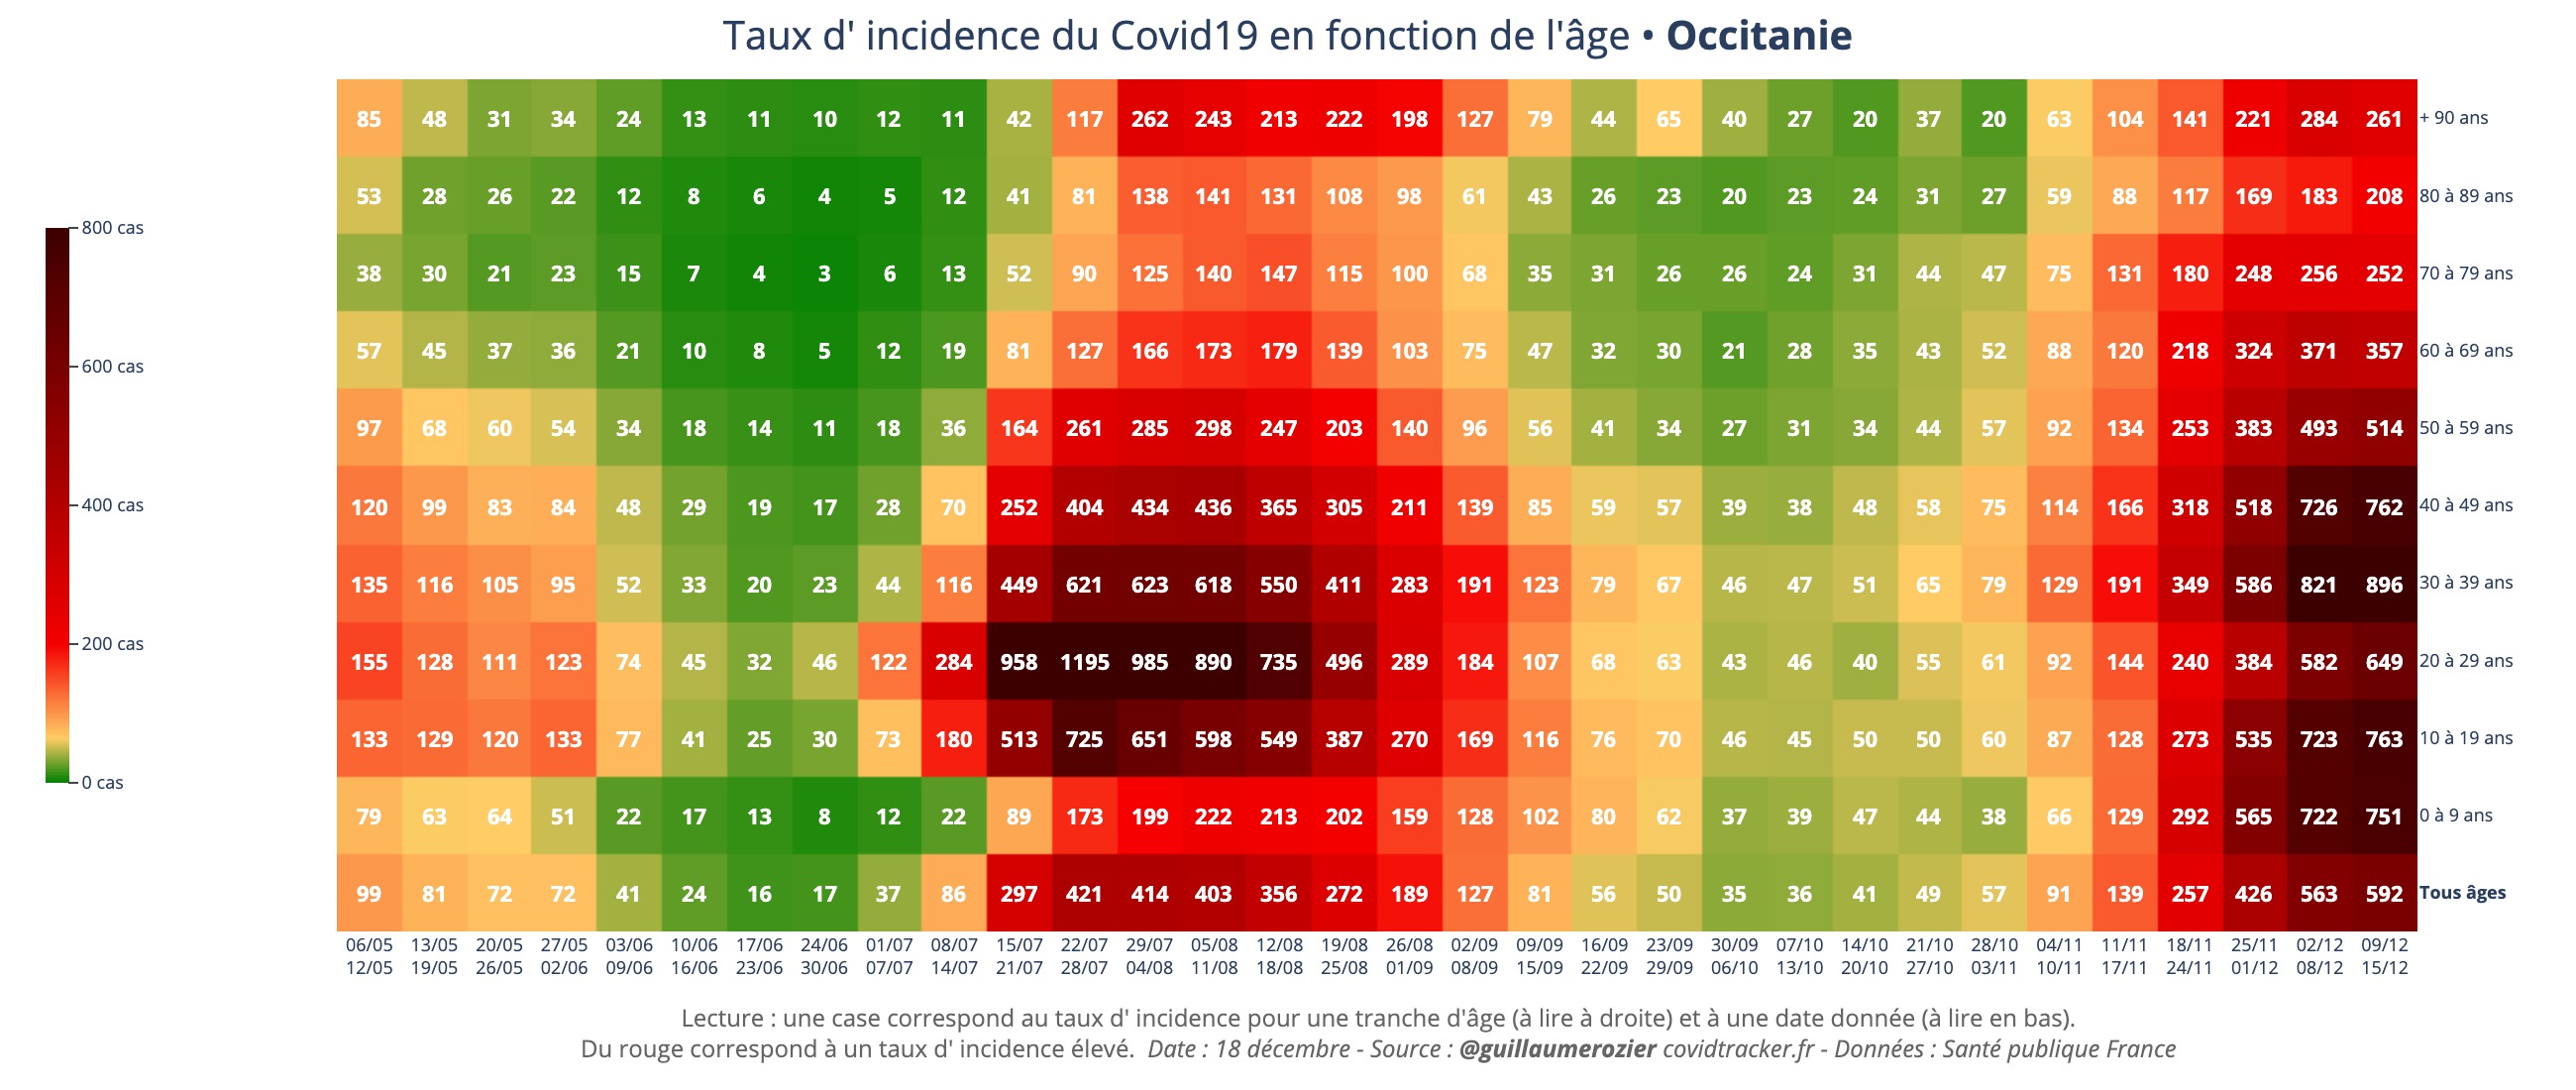 Taux d' incidence du Covid19 en fonction de l'âge • Occitanie
800 cas
600 cas
400 cas
200 cas
0 cas
85 48 31 34 24 13 11 10 12 11 42 117 262 243 213 222 198 127 79 44 65 40 27 20 37 20 63 104 141 221 284 261 + 90 ans
53 28 26 22 12 8 6 4 5 12 41 81 138 141 131 108 98 61 43 26 23 20 23 24 31 27 59 88 117 169 183 208 80 à 89 ans
38 30 21 23 15 7 4 3 6 13 52 90 125 140 147 115 100 68 35 31 26 26 24 31 44 47 75 131 180 248 256 252 70 à 79 ans
57 45 37 36 21 10 8 5 12 19 81 127 166 173 179 139 103 75 47 32 30 21 28 35 43 52 88 120 218 324 371 357 60 à 69 ans
97 68 60 54 34 18 14 11 18 36 164 261 285 298 247 203 140 96 56 41 34 27 31 34 44 57 92 134 253 383 493 514 50 à 59 ans
120 99 83 84 48 29 19 17 28 70 252 404 434 436 365 305 211 139 85 59 57 39 38 48 58 75 114 166 318 518 726 762 40 à 49 ans
135 116 105 95 52 33 20 23 44 116 449 621 623 618 550 411 283 191 123 79 67 46 47 51 65 79 129 191 349 586 821 896 30 à 39 ans
155 128 111 123 74 45 32 46 122 284 958 1195 985 890 735 496 289 184 107 68 63 43 46 40 55 61 92 144 240 384 582 649 20 à 29 ans
133 129 120 133 77 41 25 30 73 180 513 725 651 598 549 387 270 169 116 76 70 46 45 50 50 60 87 128 273 535 723 763 10 à 19 ans
79 63 64 51 22 17 13 8 12 22 89 173 199 222 213 202 159 128 102 80 62 37 39 47 44 38 66 129 292 565 722 751 0 à 9 ans
99 81 72 72 41 24 16 17 37 86 297 421 414 403 356 272 189 127 81 56 50 35 36 41 49 57 91 139 257 426 563 592 Tous âges
06/05 13/05 20/05 27/05 03/06 10/06 17/06 24/06 01/07 08/07 15/07 22/07 29/07 05/08 12/08 19/08 26/08 02/09 09/09 16/09 23/09 30/09 07/10 14/10 21/10 28/10 04/11 11/11 18/11 25/11 02/12 09/12
12/05 19/05 26/05 02/06 09/06 16/06 23/06 30/06 07/07 14/07 21/07 28/07 04/08 11/08 18/08 25/08 01/09 08/09 15/09 22/09 29/09 06/10 13/10 20/10 27/10 03/11 10/11 17/11 24/11 01/12 08/12 15/12
Lecture : une case correspond au taux d' incidence pour une tranche d'âge (à lire à droite) et à une date donnée (à lire en bas).
Du rouge correspond à un taux d' incidence élevé. Date : 18 décembre - Source : @guillaumerozier covidtracker.fr - Données : Santé publique France